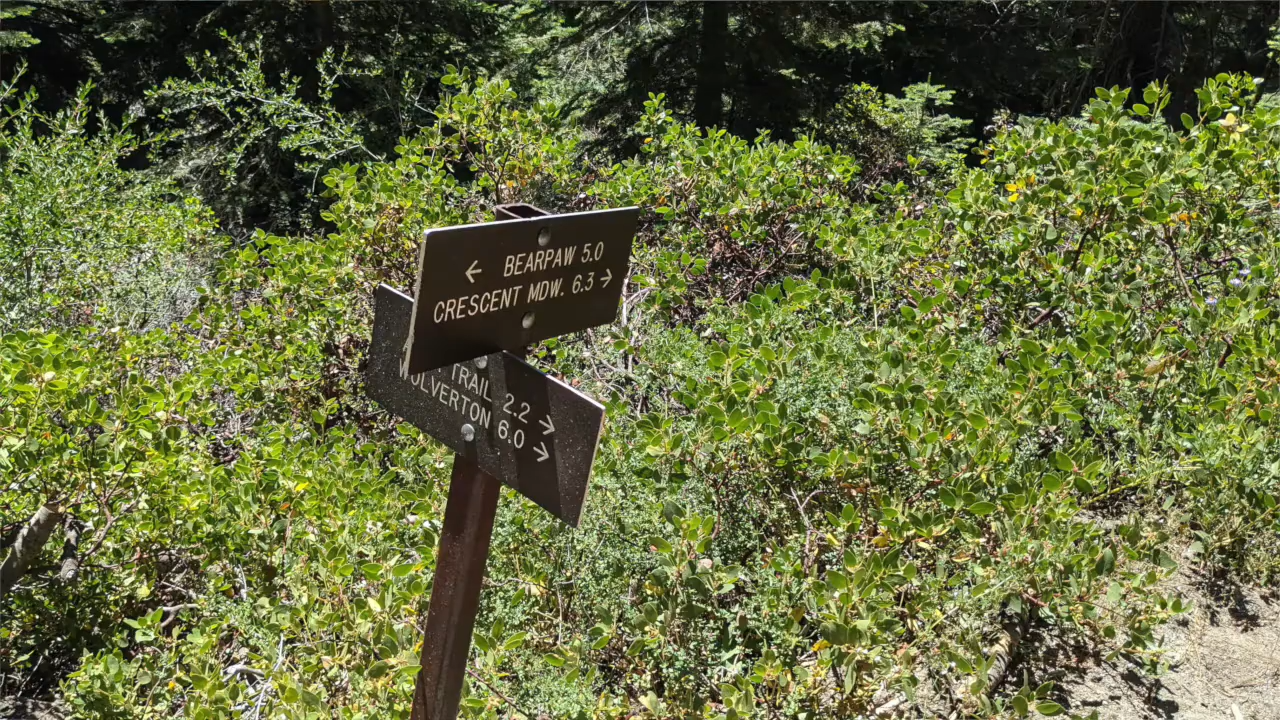 ← BEARPAW 5.0
CRESCENT MDW. 6.3 →
TRAIL 2.2 →
WOLVERTON 6.0 →